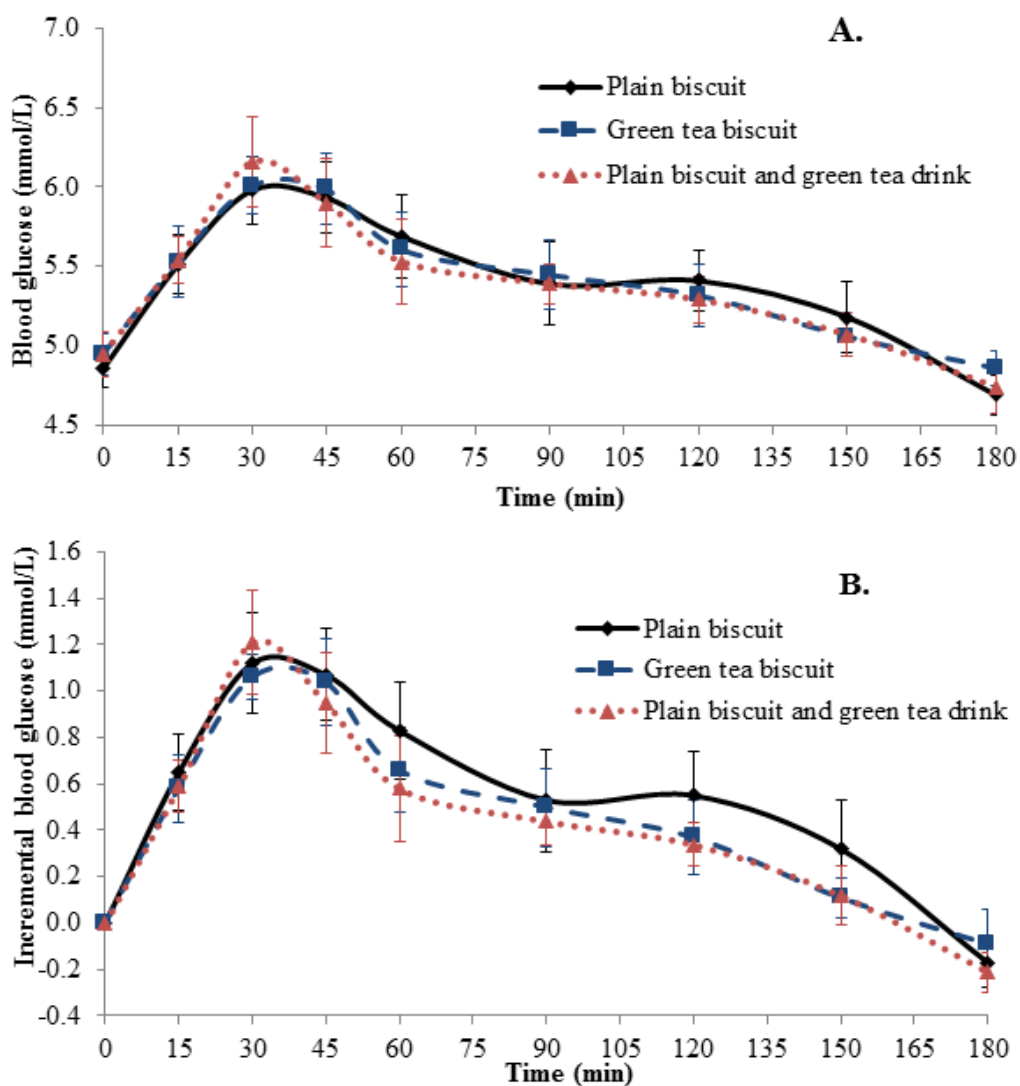 A.
Blood glucose (mmol/L)
7.0
6.5
6.0
5.5
5.0
4.5
Plain biscuit
Green tea biscuit
Plain biscuit and green tea drink
0 15 30 45 60 75 90 105 120 135 150 165 180
Time (min)
B.
Incremental blood glucose (mmol/L)
1.6
1.4
1.2
1.0
0.8
0.6
0.4
0.2
0.0
-0.2
-0.4
Plain biscuit
Green tea biscuit
Plain biscuit and green tea drink
0 15 30 45 60 75 90 105 120 135 150 165 180
Time (min)